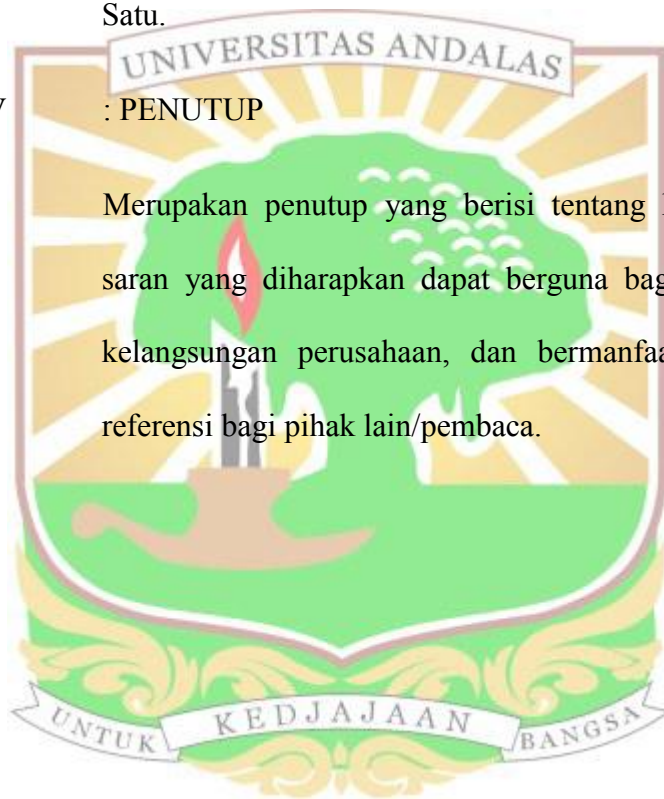 Satu.
UNIVERSITAS ANDALAS
: PENUTUP
Merupakan penutup yang berisi tentang
saran yang diharapkan dapat berguna bag
kelangsungan perusahaan, dan bermanfaa
referensi bagi pihak lain/pembaca.
UNTUK KEDJAJAAN BANGSA